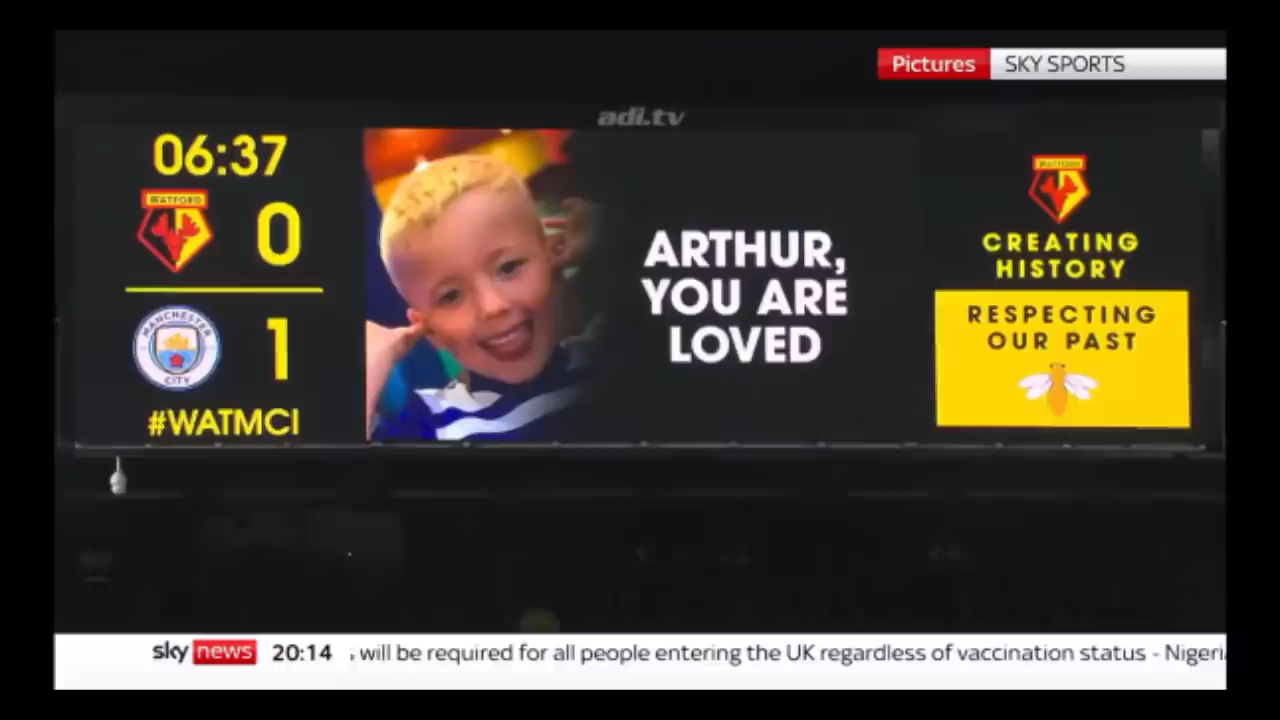 Pictures SKY SPORTS
adi.tv
06:37
WATFORD
0
MANCHESTER
CITY
1
#WATMCI
ARTHUR,
YOU ARE
LOVED
WATFORD
CREATING
HISTORY
RESPECTING
OUR PAST
sky news 20:14 will be required for all people entering the UK regardless of vaccination status - Nigeri